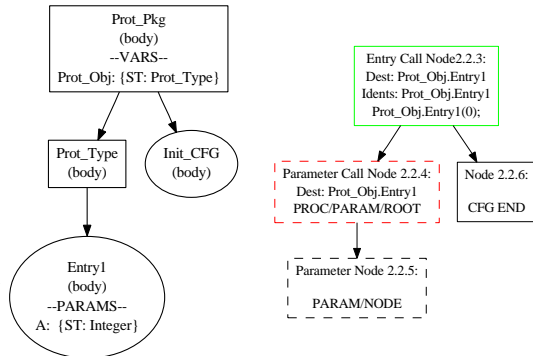 Prot_Pkg
(body)
--VARS--
Prot_Obj: {ST: Prot_Type}
Prot_Type
(body)
Init_CFG
(body)
Entry1
(body)
--PARAMS--
A: {ST: Integer}
Entry Call Node2.2.3:
Dest: Prot_Obj.Entry1
Idents: Prot_Obj.Entry1
Prot_Obj.Entry1(0);
Parameter Call Node 2.2.4:
Dest: Prot_Obj.Entry1
PROC/PARAM/ROOT
Node 2.2.6:
CFG END
Parameter Node 2.2.5:
PARAM/NODE